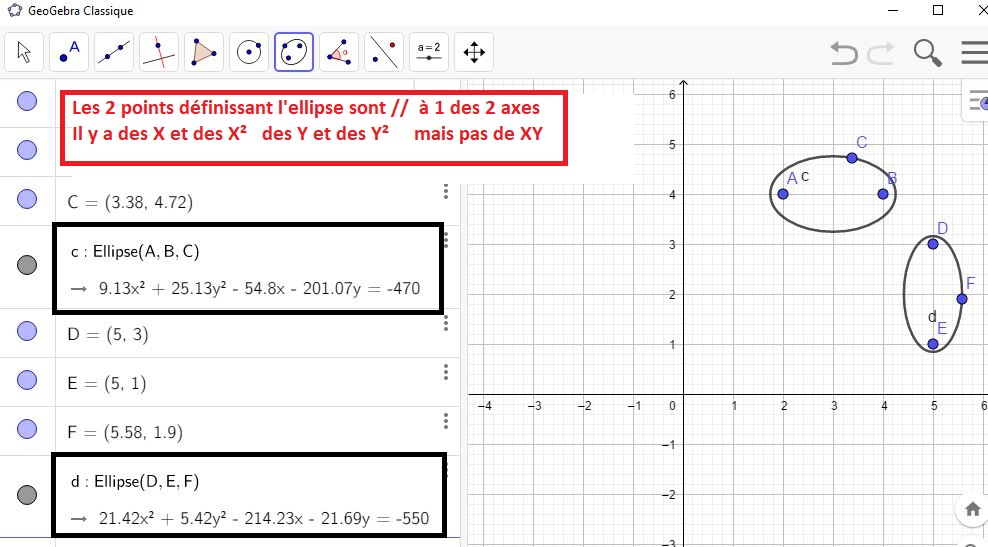 GeoGebra Classique
A
a = 2
Les 2 points définissant l'ellipse sont // à 1 des 2 axes
Il y a des X et des X² des Y et des Y² mais pas de XY
C = (3.38, 4.72)
c : Ellipse(A, B, C)
→ 9.13x² + 25.13y² - 54.8x - 201.07y = -470
D = (5, 3)
E = (5, 1)
F = (5.58, 1.9)
d : Ellipse(D, E, F)
→ 21.42x² + 5.42y² - 214.23x - 21.69y = -550
6
5
4
3
2
1
0
−1
−2
−3
−4 −3 −2 −1 1 2 3 4 5 6
A c B C
D
F
d
E